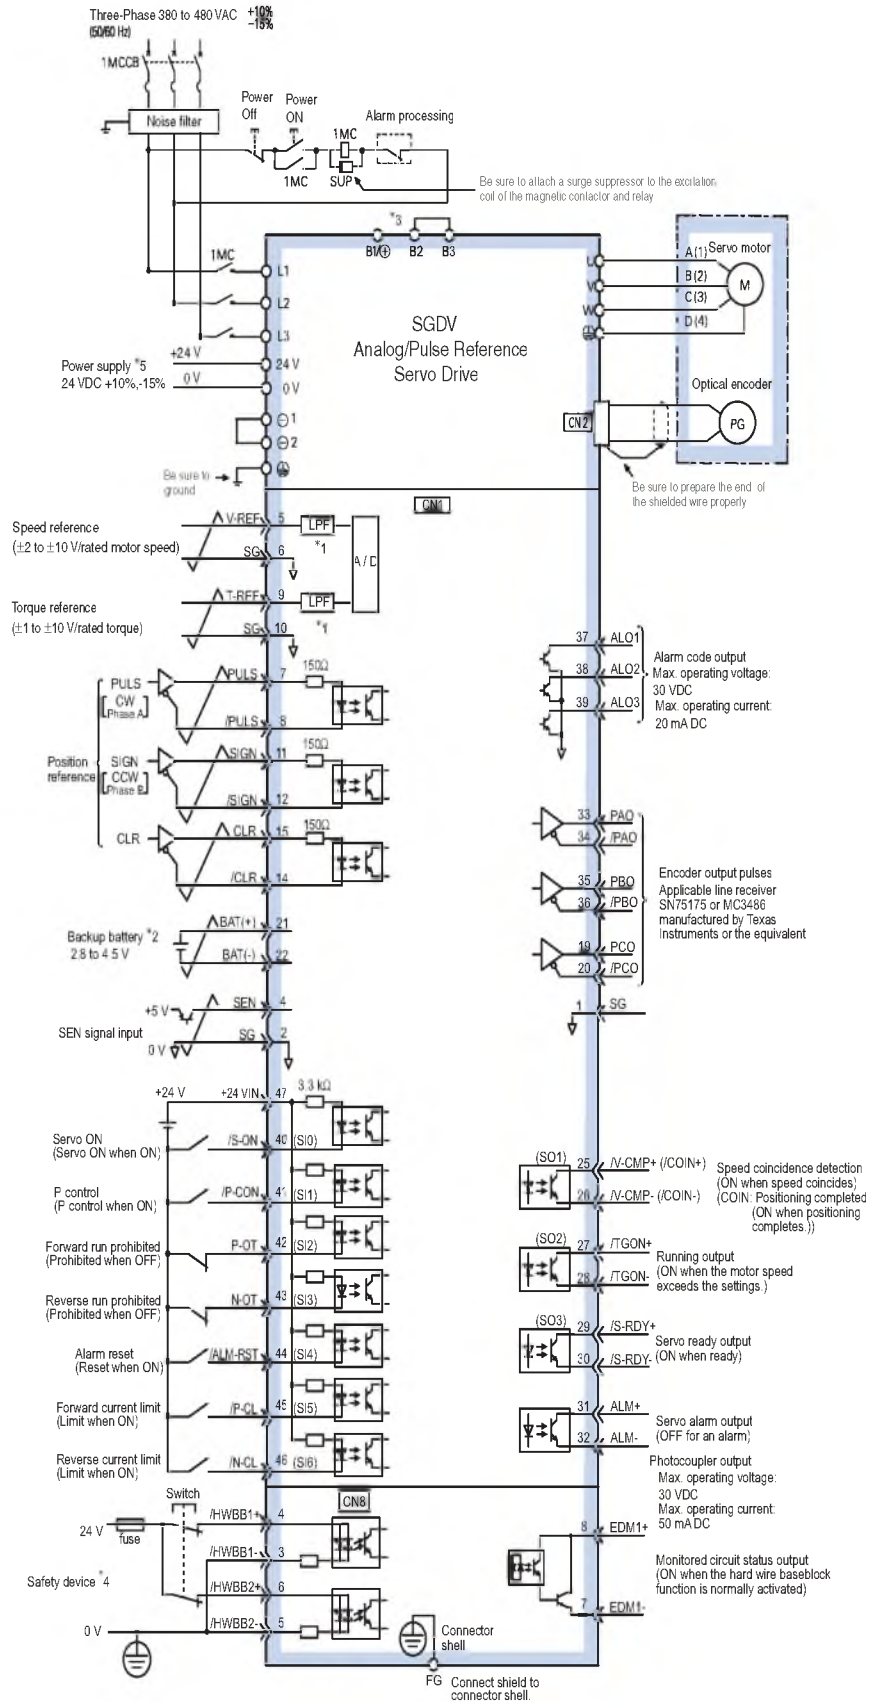 Three-Phase 380 to 480 VAC +10% −15%
(50/60 Hz)
1MCCB
Noise filter
Power Off
Power ON
Alarm processing
1MC
1MC
SUP
Be sure to attach a surge suppressor to the excitation
coil of the magnetic contactor and relay
*3
B1/⊕ B2 B3
1MC
L1
L2
L3
SGDV
Analog/Pulse Reference
Servo Drive
U
V
W
A (1)
B (2)
C (3)
D (4)
Servo motor
M
Power supply *5
24 VDC +10%,-15%
+24 V
0 V
24 V
0 V
⊖ 1
⊖ 2
Be sure to
ground
CN2
Optical encoder
PG
Be sure to prepare the end of
the shielded wire properly
CN1
Speed reference
(±2 to ±10 V/rated motor speed)
V-REF 5 LPF
*1
SG 6
A / D
Torque reference
(±1 to ±10 V/rated torque)
T-REF 9 LPF
*1
SG 10
Position
reference
PULS
CW
Phase A
PULS 7 150Ω
/PULS 8
SIGN
CCW
Phase B
SIGN 11 150Ω
/SIGN 12
CLR
CLR 15 150Ω
/CLR 14
Backup battery *2
2.8 to 4.5 V
BAT(+) 21
BAT(-) 22
SEN signal input
+5 V
0 V
SEN 4
SG 2
37 ALO1
38 ALO2
39 ALO3
Alarm code output
Max. operating voltage:
30 VDC
Max. operating current:
20 mA DC
33 PAO
34 /PAO
35 PBO
36 /PBO
19 PCO
20 /PCO
Encoder output pulses
Applicable line receiver
SN75175 or MC3486
manufactured by Texas
Instruments or the equivalent
1 SG
+24 V
+24 VIN 47 3.3 kΩ
Servo ON
(Servo ON when ON)
/S-ON 40 (SI0)
P control
(P control when ON)
/P-CON 41 (SI1)
Forward run prohibited
(Prohibited when OFF)
P-OT 42 (SI2)
Reverse run prohibited
(Prohibited when OFF)
N-OT 43 (SI3)
Alarm reset
(Reset when ON)
/ALM-RST 44 (SI4)
Forward current limit
(Limit when ON)
/P-CL 45 (SI5)
Reverse current limit
(Limit when ON)
/N-CL 46 (SI6)
(SO1)
25 /V-CMP+ (/COIN+)
26 /V-CMP- (/COIN-)
Speed coincidence detection
(ON when speed coincides)
(COIN: Positioning completed
(ON when positioning
completes.))
(SO2)
27 /TGON+
28 /TGON-
Running output
(ON when the motor speed
exceeds the settings.)
(SO3)
29 /S-RDY+
30 /S-RDY-
Servo ready output
(ON when ready)
31 ALM+
32 ALM-
Servo alarm output
(OFF for an alarm)
Photocoupler output
Max. operating voltage:
30 VDC
Max. operating current:
50 mA DC
CN8
Switch
24 V
fuse
Safety device *4
0 V
/HWBB1+ 4
/HWBB1- 3
/HWBB2+ 6
/HWBB2- 5
8 EDM1+
7 EDM1-
Monitored circuit status output
(ON when the hard wire baseblock
function is normally activated)
Connector
shell
FG
Connect shield to
connector shell.